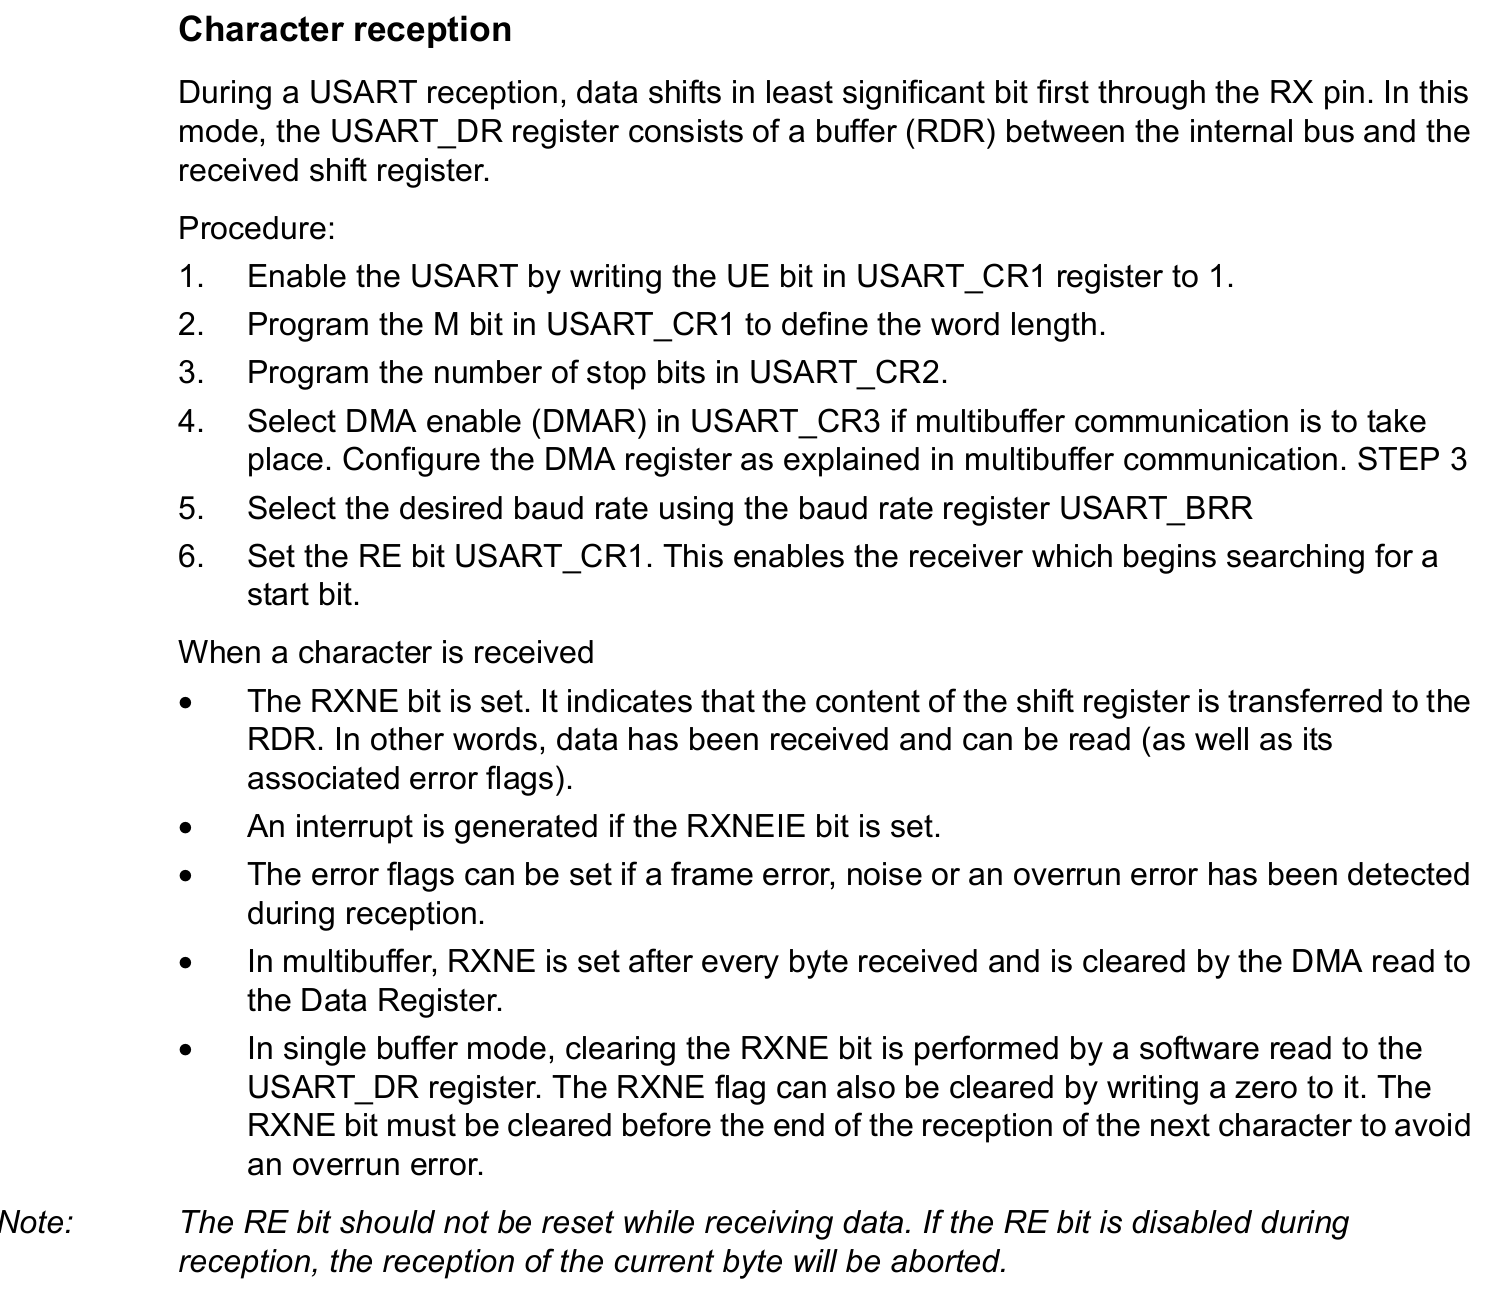 Character reception
During a USART reception, data shifts in least significant bit first through the RX pin. In this
mode, the USART_DR register consists of a buffer (RDR) between the internal bus and the
received shift register.
Procedure:
1. Enable the USART by writing the UE bit in USART_CR1 register to 1.
2. Program the M bit in USART_CR1 to define the word length.
3. Program the number of stop bits in USART_CR2.
4. Select DMA enable (DMAR) in USART_CR3 if multibuffer communication is to take
place. Configure the DMA register as explained in multibuffer communication. STEP 3
5. Select the desired baud rate using the baud rate register USART_BRR
6. Set the RE bit USART_CR1. This enables the receiver which begins searching for a
start bit.
When a character is received
• The RXNE bit is set. It indicates that the content of the shift register is transferred to the
RDR. In other words, data has been received and can be read (as well as its
associated error flags).
• An interrupt is generated if the RXNEIE bit is set.
• The error flags can be set if a frame error, noise or an overrun error has been detected
during reception.
• In multibuffer, RXNE is set after every byte received and is cleared by the DMA read to
the Data Register.
• In single buffer mode, clearing the RXNE bit is performed by a software read to the
USART_DR register. The RXNE flag can also be cleared by writing a zero to it. The
RXNE bit must be cleared before the end of the reception of the next character to avoid
an overrun error.
Note: The RE bit should not be reset while receiving data. If the RE bit is disabled during
reception, the reception of the current byte will be aborted.